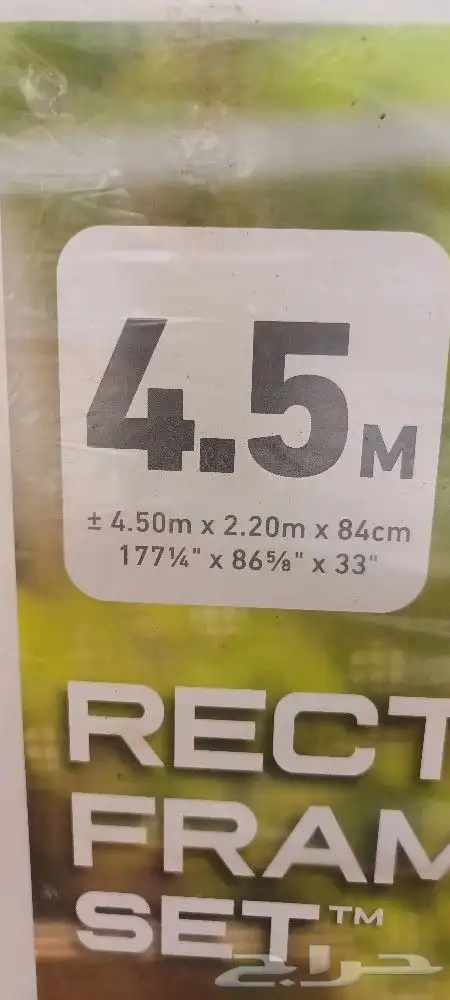 4.5M
± 4.50m x 2.20m x 84cm
177¼" x 86⅝" x 33"
RECT
FRAM
SET™
حراج